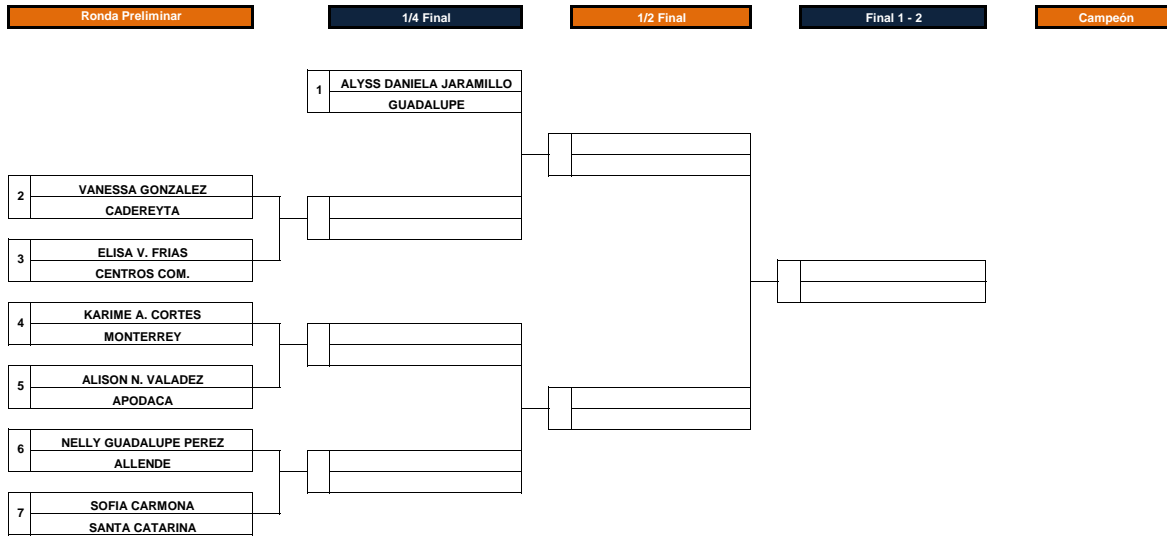 Ronda Preliminar
1/4 Final
1/2 Final
Final 1 - 2
Campeón
1
ALYSS DANIELA JARAMILLO
GUADALUPE
2
VANESSA GONZALEZ
CADEREYTA
3
ELISA V. FRIAS
CENTROS COM.
4
KARIME A. CORTES
MONTERREY
5
ALISON N. VALADEZ
APODACA
6
NELLY GUADALUPE PEREZ
ALLENDE
7
SOFIA CARMONA
SANTA CATARINA